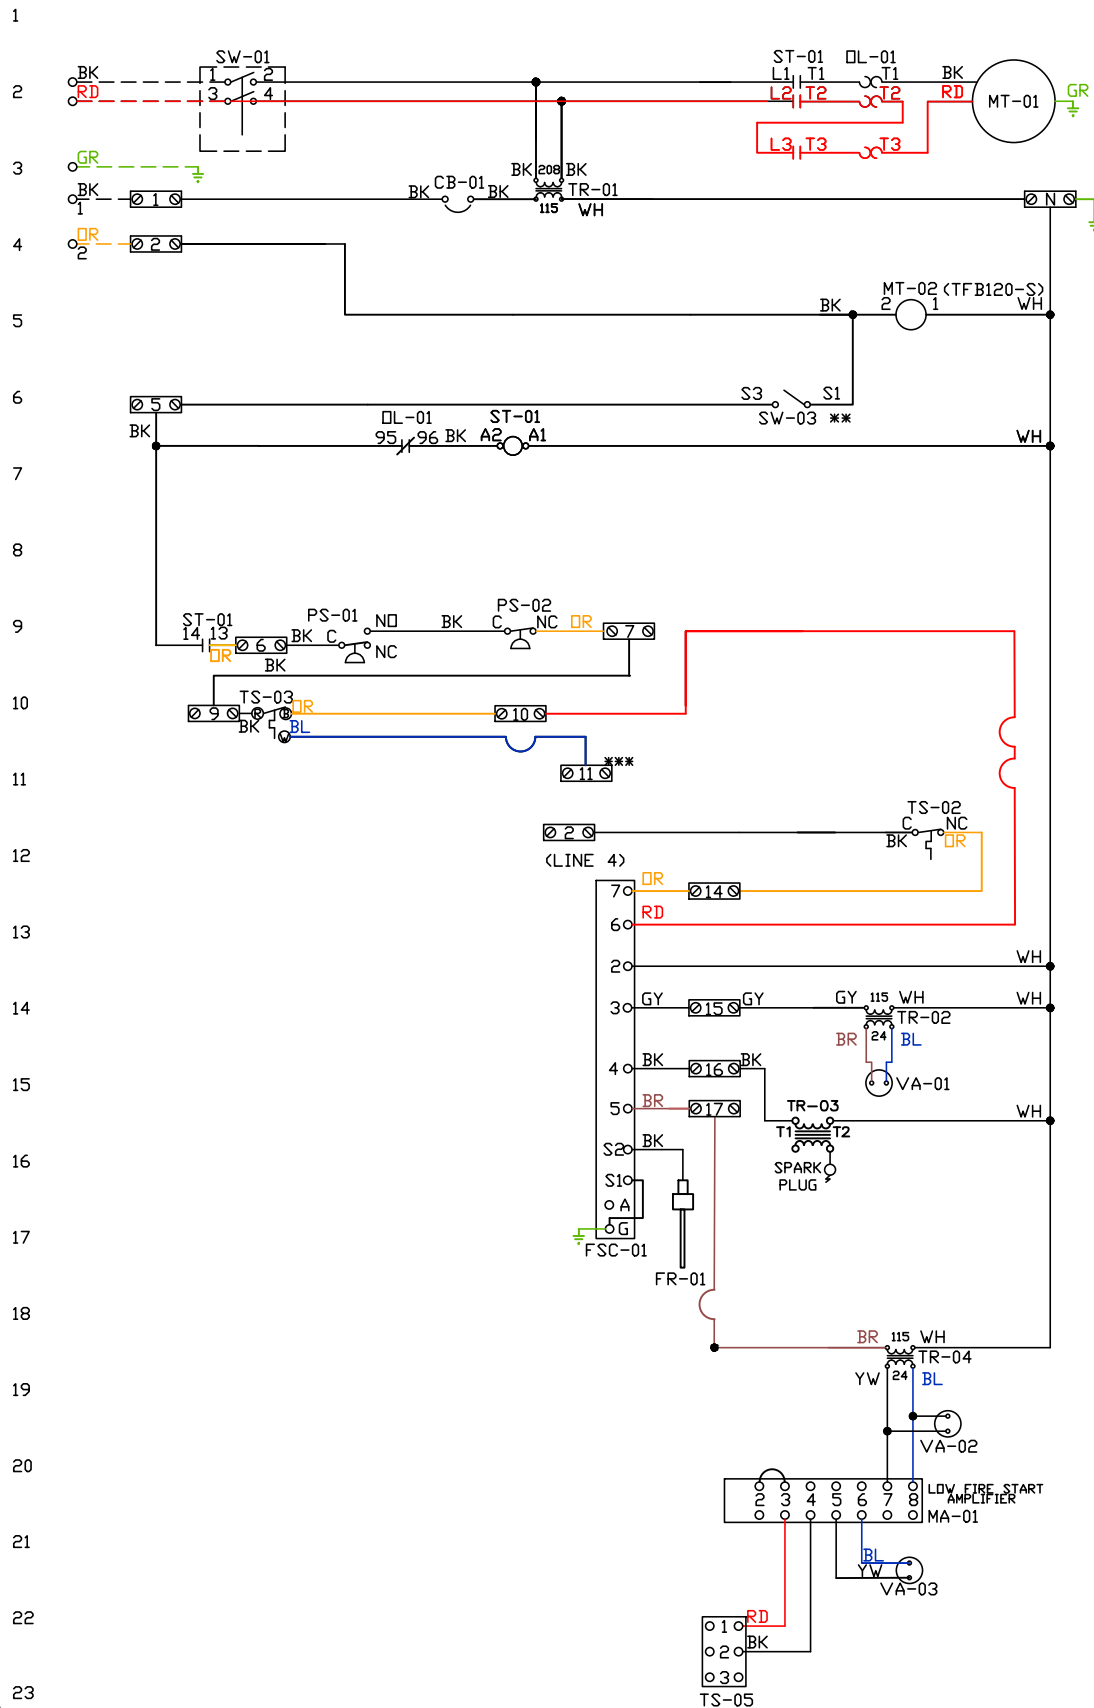 1
SW-01 ST-01 OL-01
BK 1 2 L1 T1 T1 BK
2 RD 3 4 L2 T2 T2 RD MT-01 GR
L3 T3 T3
3 GR BK 208 BK
BK 1 1 BK CB-01 BK 115 TR-01 WH N
4 OR 2 2
MT-02 (TFB120-S)
5 BK 2 1 WH
6 5 S3 S1
SW-03 **
BK OL-01 ST-01
95 96 BK A2 A1 WH
7
8
9 ST-01 PS-01 NO BK PS-02
14 13 OR 6 BK C NC C NC OR 7
BK
10 TS-03 OR
9 BK R B 10
W BL
11 11 ***
TS-02
2 C NC
BK OR
12 (LINE 4)
7 OR 14
13 6 RD
2 WH
14 3 GY 15 GY GY 115 WH WH
TR-02
BR 24 BL
15 4 BK 16 BK VA-01
5 BR 17 TR-03 WH
T1 T2
16 S2 BK SPARK
PLUG
S1
A
17 G
FSC-01
FR-01
18
BR 115 WH
TR-04
19 YW 24 BL
VA-02
20
2 3 4 5 6 7 8 LOW FIRE START
AMPLIFIER
MA-01
21
BL
YW
VA-03
22 1 RD
2 BK
3
23 TS-05